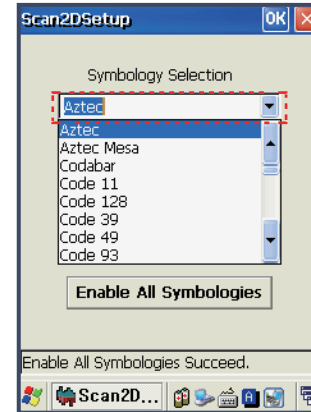 Scan2DSetup OK
Symbology Selection
Aztec
Aztec
Aztec Mesa
Codabar
Code 11
Code 128
Code 39
Code 49
Code 93
Enable All Symbologies
Enable All Symbologies Succeed.
Scan2D...